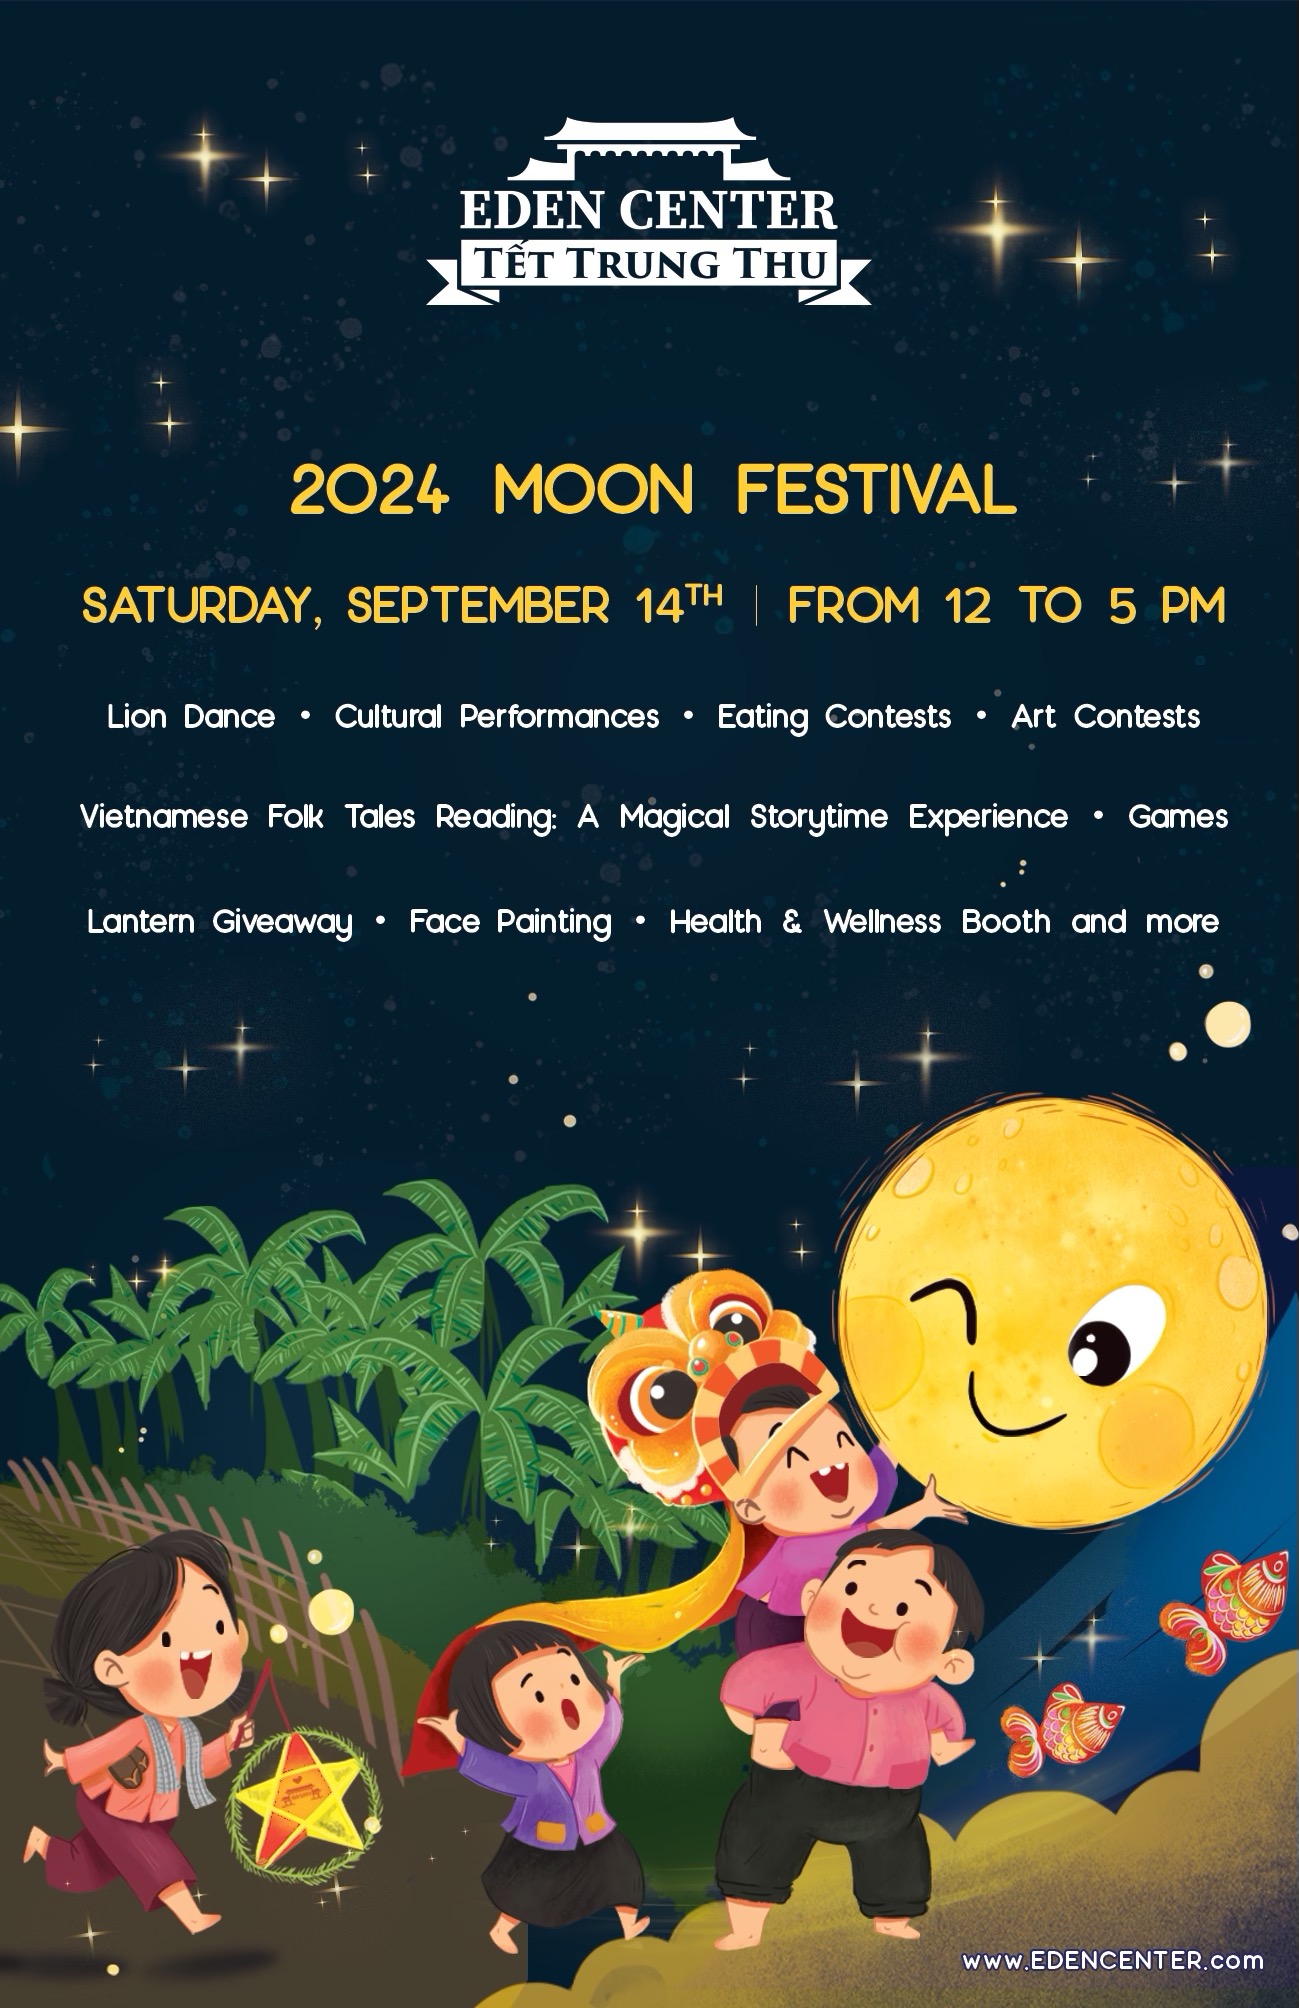 EDEN CENTER
TẾT TRUNG THU
2024 MOON FESTIVAL
SATURDAY, SEPTEMBER 14TH | FROM 12 TO 5 PM
Lion Dance • Cultural Performances • Eating Contests • Art Contests
Vietnamese Folk Tales Reading: A Magical Storytime Experience • Games
Lantern Giveaway • Face Painting • Health & Wellness Booth and more
www.EDENCENTER.com